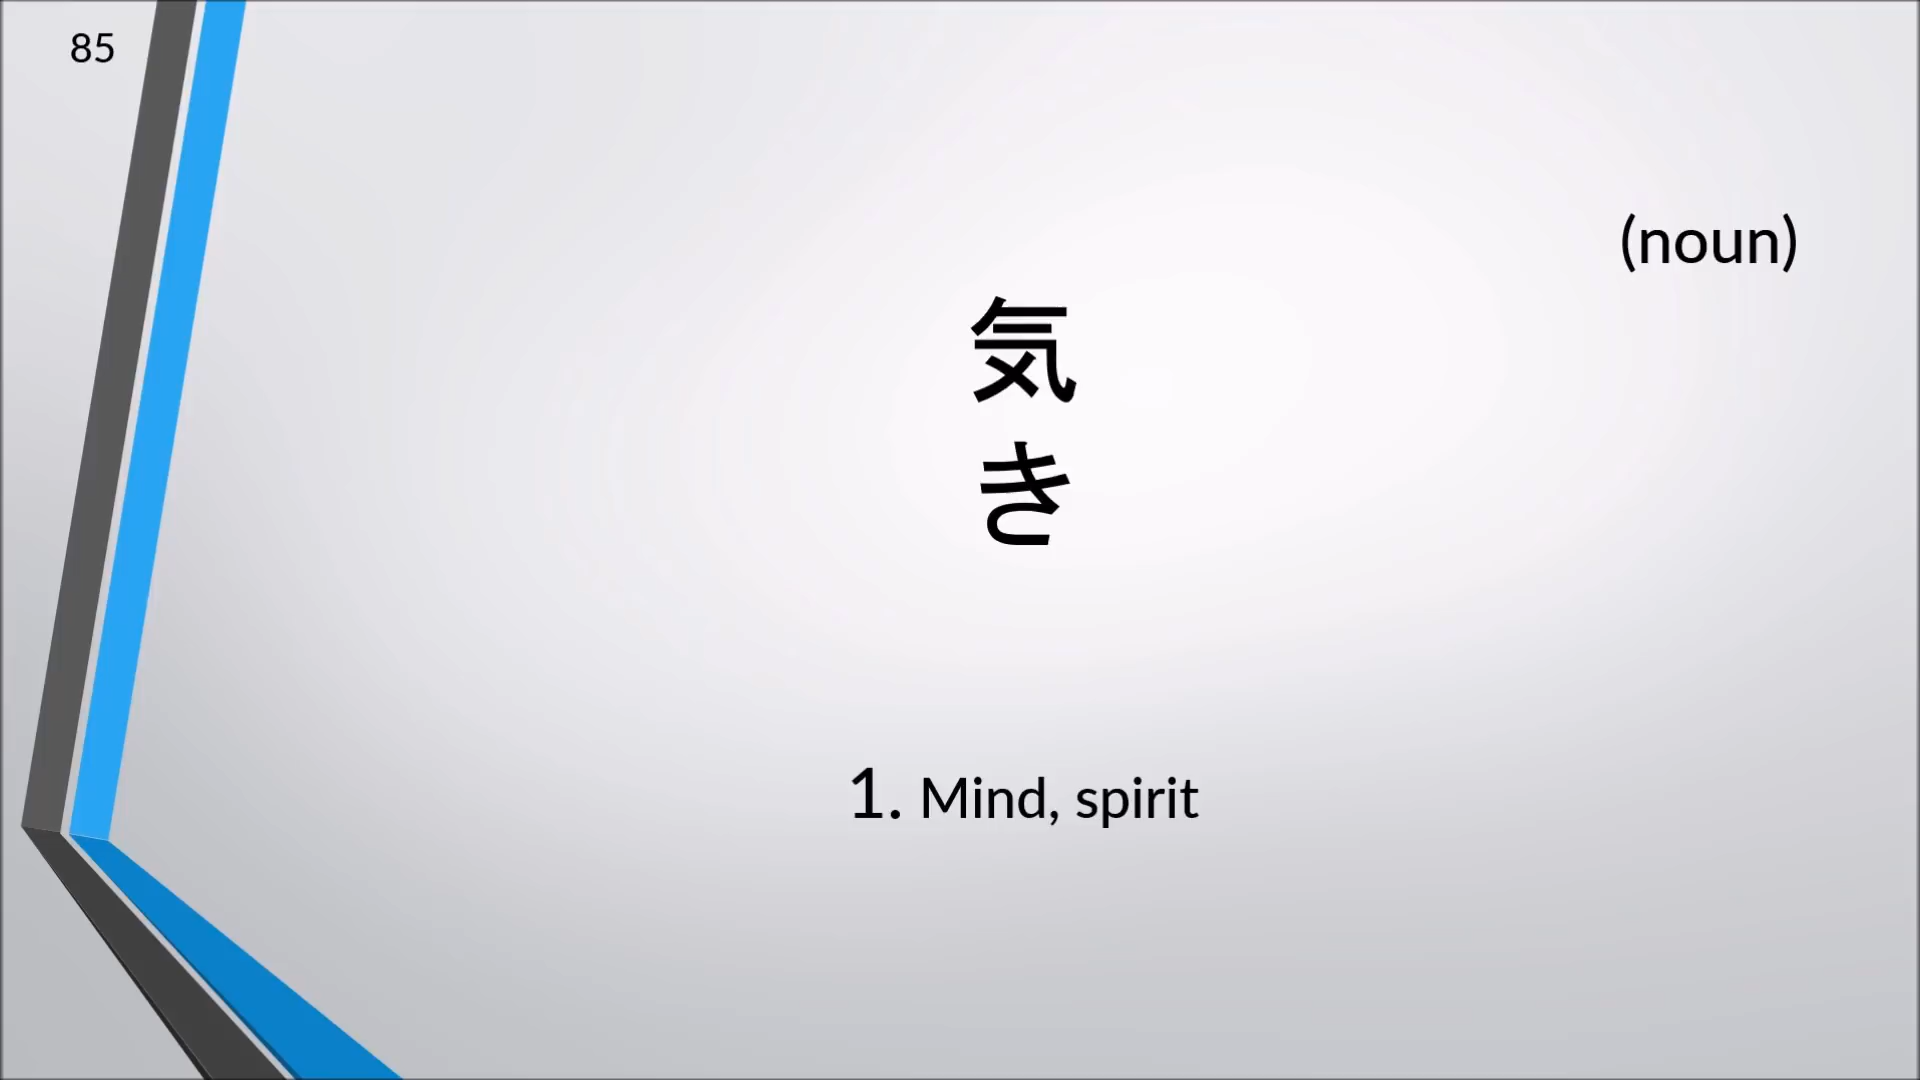 85
(noun)
気
き
1. Mind, spirit